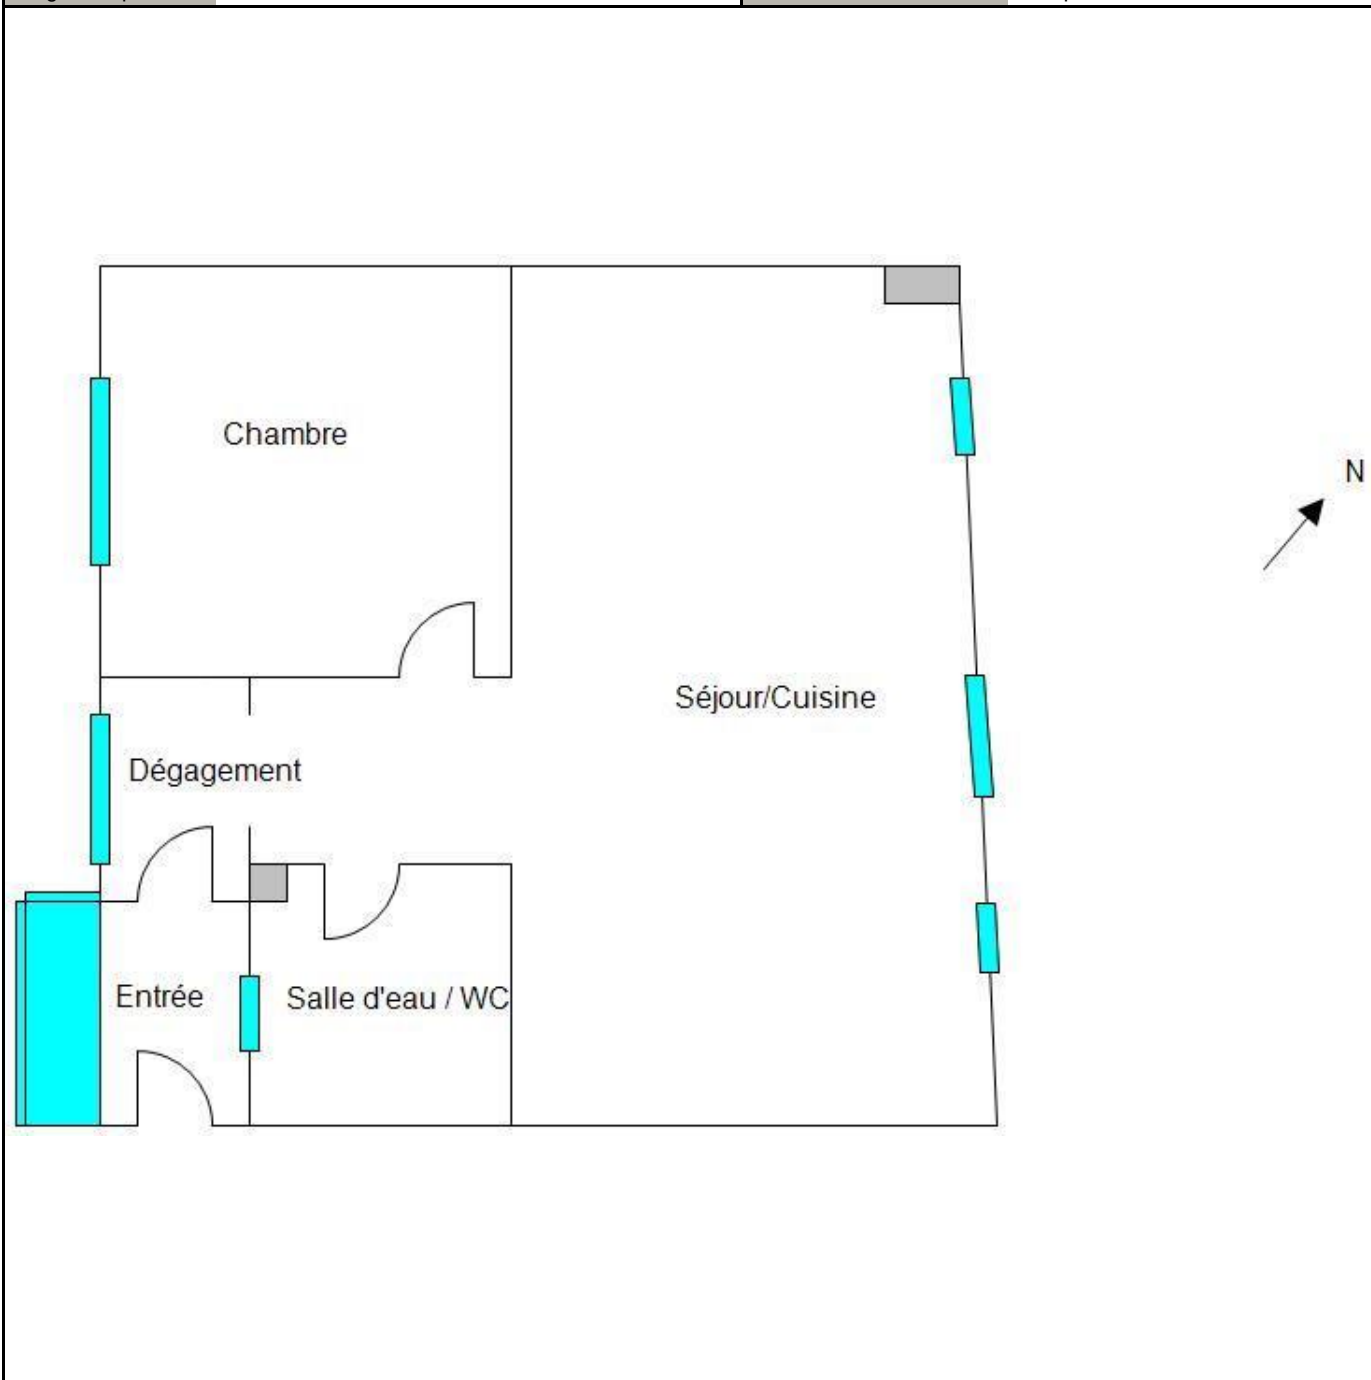 Chambre
N
Séjour/Cuisine
Dégagement
Entrée
Salle d'eau / WC